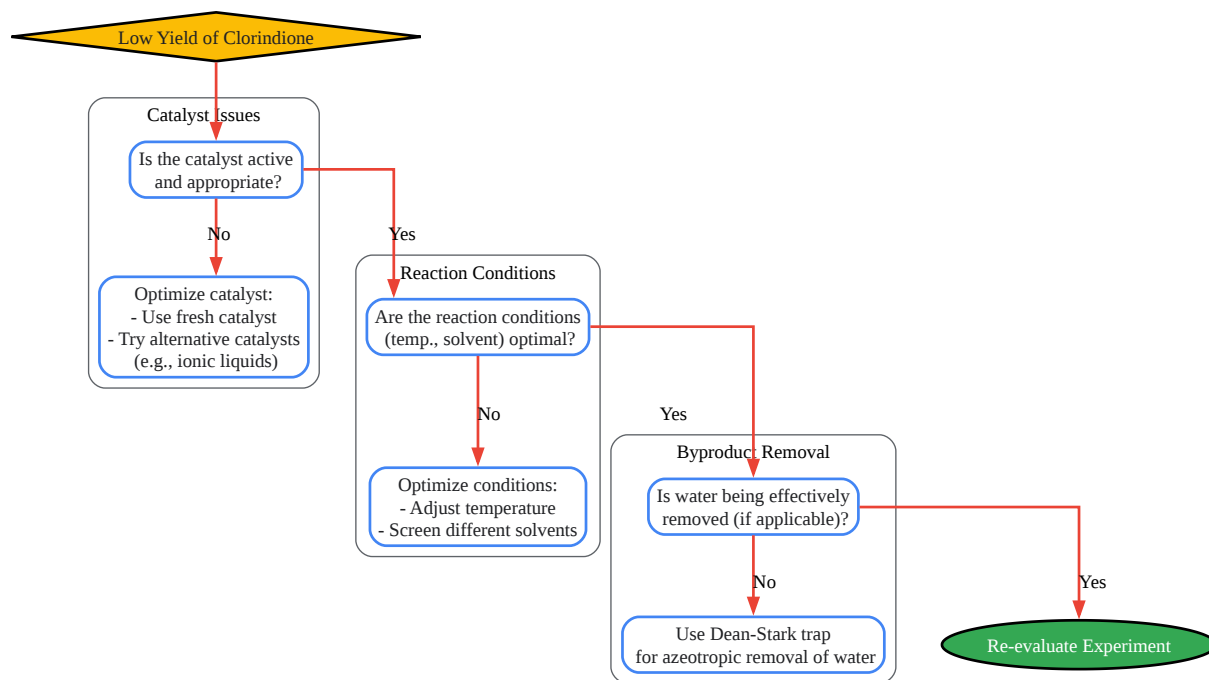 Low Yield of Clorindione
Catalyst Issues
Is the catalyst active
and appropriate?
No
Yes
Optimize catalyst:
- Use fresh catalyst
- Try alternative catalysts
(e.g., ionic liquids)
Reaction Conditions
Are the reaction conditions
(temp., solvent) optimal?
No
Yes
Optimize conditions:
- Adjust temperature
- Screen different solvents
Byproduct Removal
Is water being effectively
removed (if applicable)?
No
Yes
Use Dean-Stark trap
for azeotropic removal of water
Re-evaluate Experiment